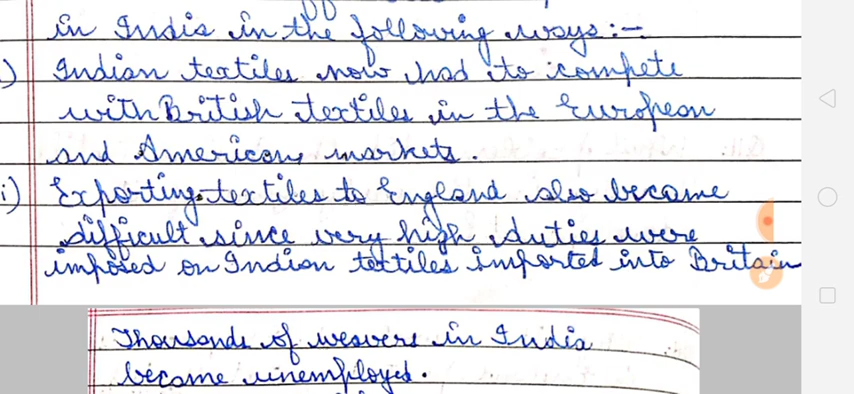 in India in the following ways:-
) Indian textiles now had to compete
with British textiles in the European
and American markets.
i) Exporting textiles to England also became
difficult since very high duties were
imposed on Indian textiles imported into Britain
Thousands of weavers in India
become unemployed.